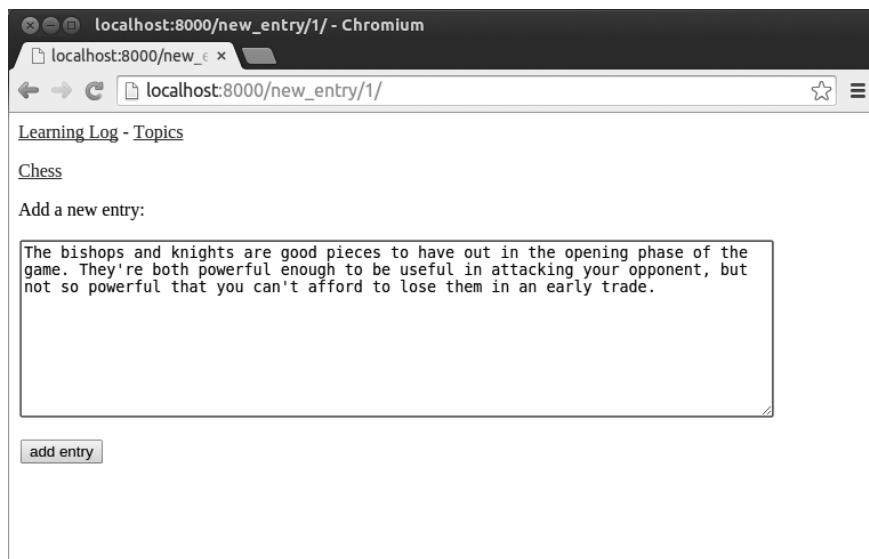 localhost:8000/new_entry/1/ - Chromium
localhost:8000/new_e
localhost:8000/new_entry/1/
Learning Log - Topics
Chess
Add a new entry:
The bishops and knights are good pieces to have out in the opening phase of the
game. They're both powerful enough to be useful in attacking your opponent, but
not so powerful that you can't afford to lose them in an early trade.
add entry